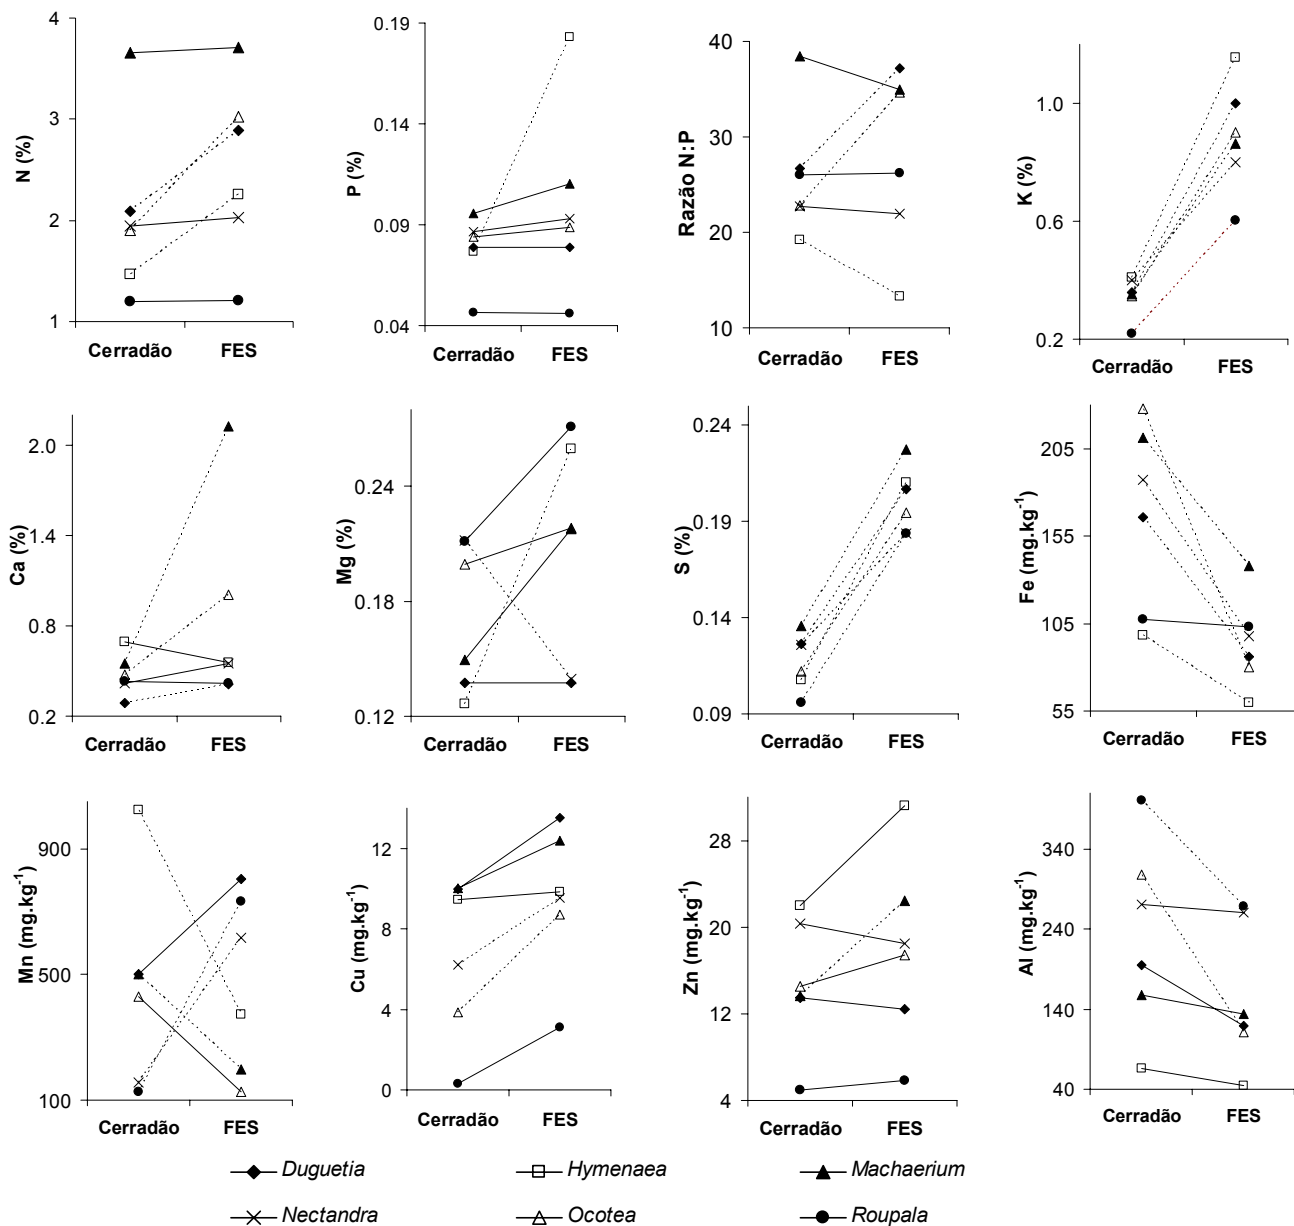 N (%)
4
3
2
1
Cerradão FES
P (%)
0.19
0.14
0.09
0.04
Cerradão FES
Razão N:P
40
30
20
10
Cerradão FES
K (%)
1.0
0.6
0.2
Cerradão FES
Ca (%)
2.0
1.4
0.8
0.2
Cerradão FES
Mg (%)
0.24
0.18
0.12
Cerradão FES
S (%)
0.24
0.19
0.14
0.09
Cerradão FES
Fe (mg.kg⁻¹)
205
155
105
55
Cerradão FES
Mn (mg.kg⁻¹)
900
500
100
Cerradão FES
Cu (mg.kg⁻¹)
12
8
4
0
Cerradão FES
Zn (mg.kg⁻¹)
28
20
12
4
Cerradão FES
Al (mg.kg⁻¹)
340
240
140
40
Cerradão FES
Duguetia Hymenaea Machaerium
Nectandra Ocotea Roupala